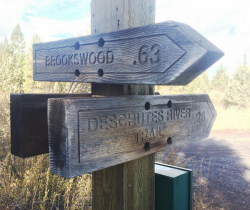 BROOKSWOOD .63
DESCHUTES RIVER
TRAIL